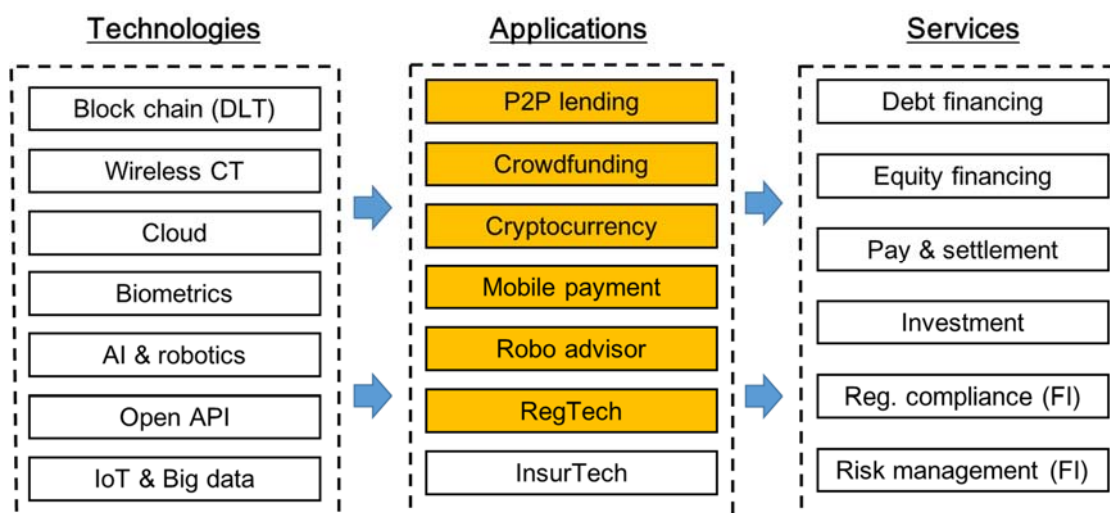 Technologies
Block chain (DLT)
Wireless CT
Cloud
Biometrics
AI & robotics
Open API
IoT & Big data
Applications
P2P lending
Crowdfunding
Cryptocurrency
Mobile payment
Robo advisor
RegTech
InsurTech
Services
Debt financing
Equity financing
Pay & settlement
Investment
Reg. compliance (FI)
Risk management (FI)